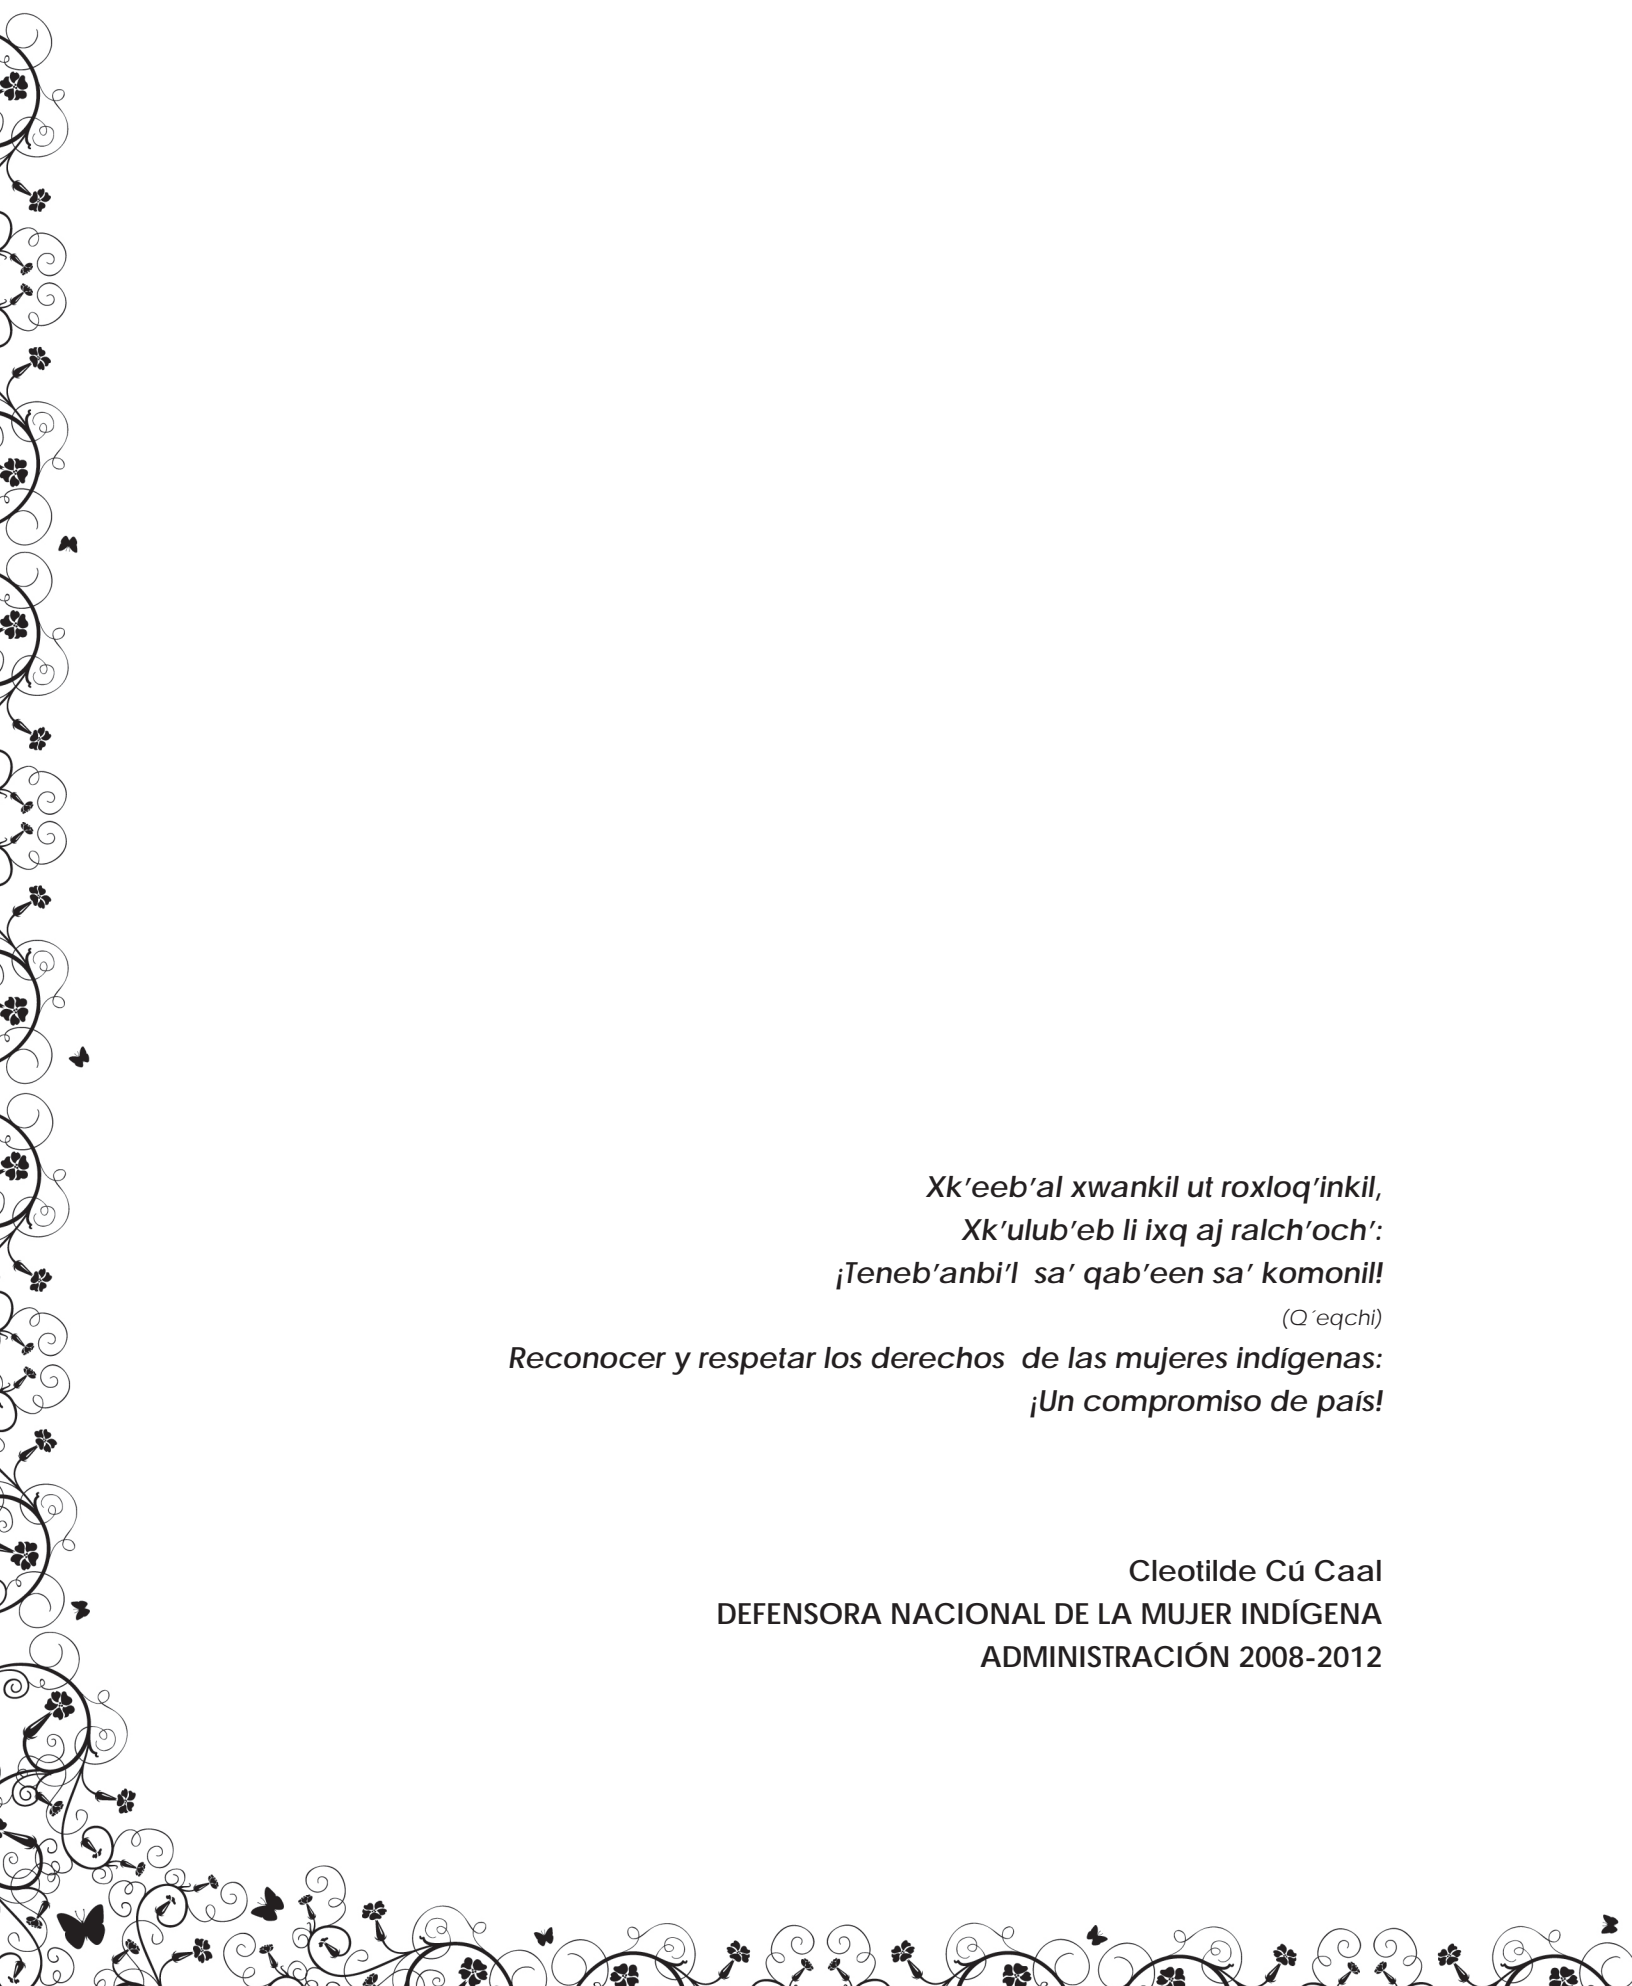 Xk’eeb’al xwankil ut roxloq’inkil,
Xk’ulub’eb li ixq aj ralch’och’:
¡Teneb’anbi’l sa’ qab’een sa’ komonil!
(Q´eqchi)
Reconocer y respetar los derechos de las mujeres indígenas:
¡Un compromiso de país!
Cleotilde Cú Caal
DEFENSORA NACIONAL DE LA MUJER INDÍGENA
ADMINISTRACIÓN 2008-2012